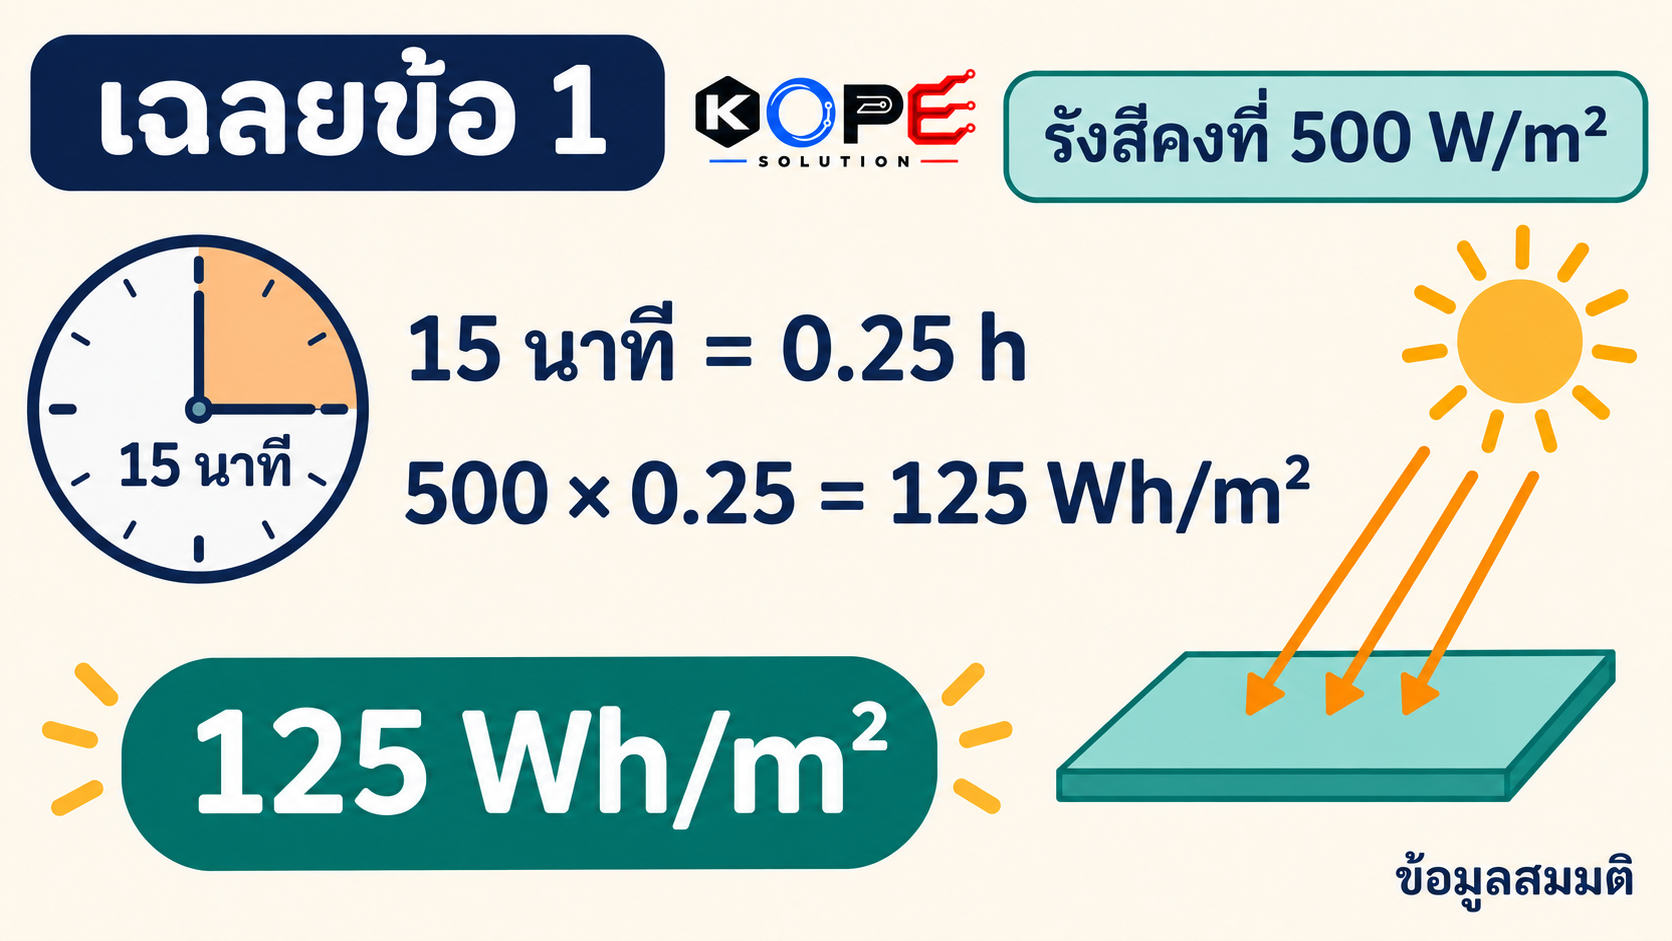 เฉลยข้อ 1
KOPE
SOLUTION
รังสีคงที่ 500 W/m²
15 นาที
15 นาที = 0.25 h
500 × 0.25 = 125 Wh/m²
125 Wh/m²
ข้อมูลสมมติ